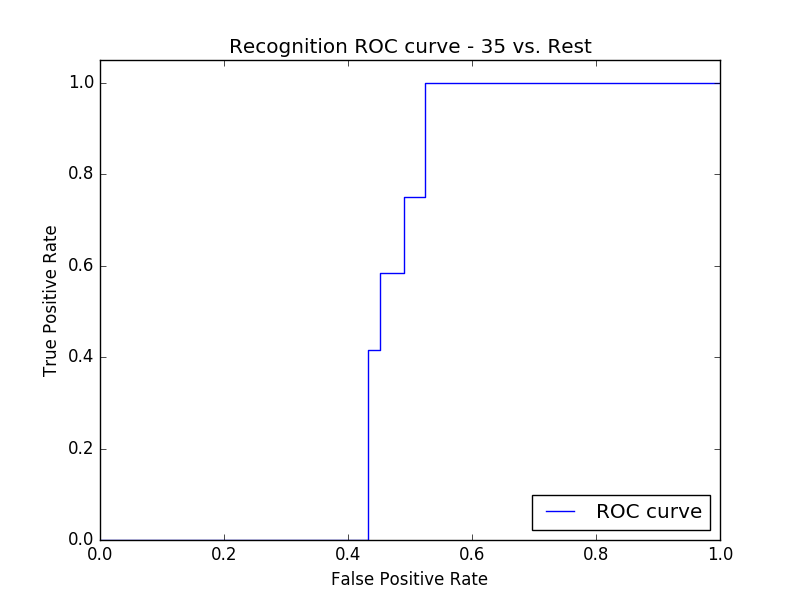 Recognition ROC curve - 35 vs. Rest
1.0
0.8
0.6
0.4
0.2
0.0
True Positive Rate
0.0 0.2 0.4 0.6 0.8 1.0
False Positive Rate
ROC curve